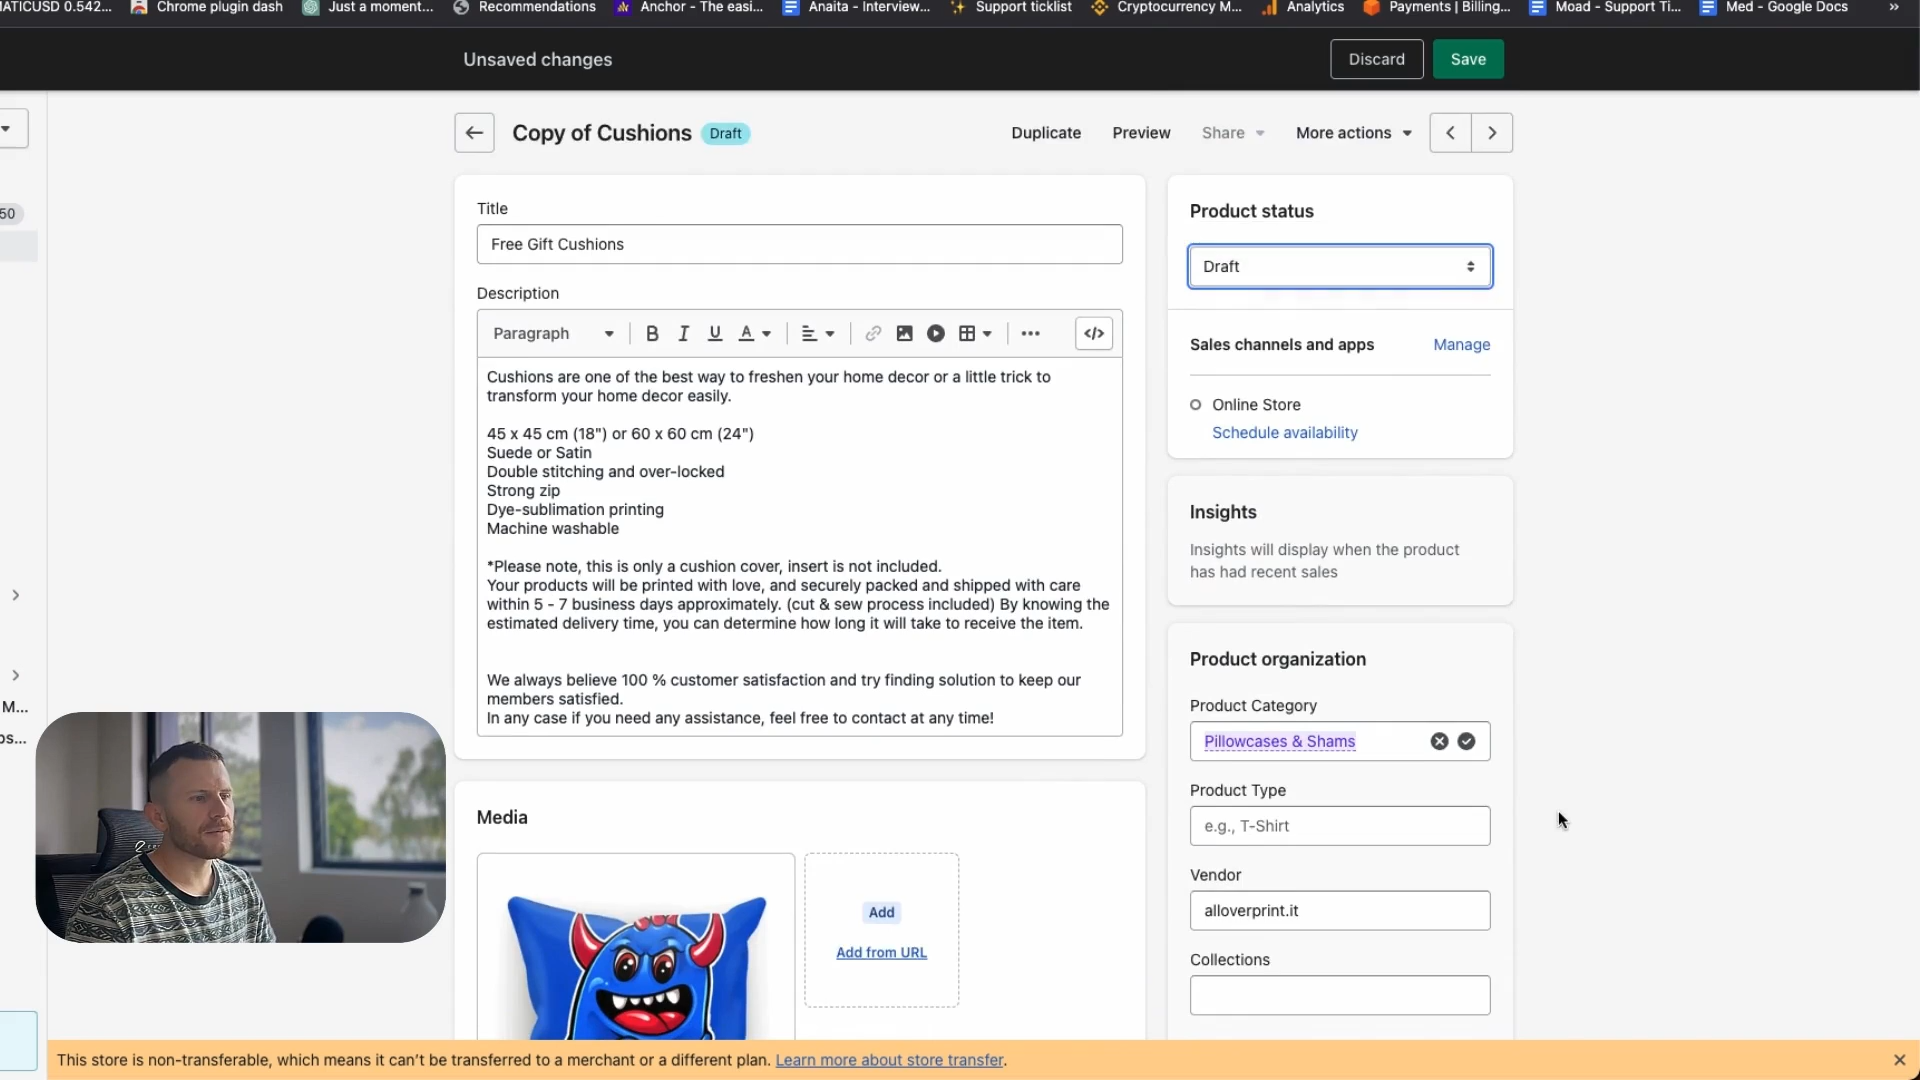 MATICUSD 0.542... Chrome plugin dash Just a moment... Recommendations Anchor - The easi... Anaita - Interview... Support ticklist Cryptocurrency M... Analytics Payments | Billing... Moad - Support Ti... Med - Google Docs »
Unsaved changes Discard Save
Copy of Cushions Draft Duplicate Preview Share More actions
Title
Free Gift Cushions
Description
Paragraph B I U A
Cushions are one of the best way to freshen your home decor or a little trick to
transform your home decor easily.
45 x 45 cm (18") or 60 x 60 cm (24")
Suede or Satin
Double stitching and over-locked
Strong zip
Dye-sublimation printing
Machine washable
*Please note, this is only a cushion cover, insert is not included.
Your products will be printed with love, and securely packed and shipped with care
within 5 - 7 business days approximately. (cut & sew process included) By knowing the
estimated delivery time, you can determine how long it will take to receive the item.
We always believe 100 % customer satisfaction and try finding solution to keep our
members satisfied.
In any case if you need any assistance, feel free to contact at any time!
Media
Add
Add from URL
Product status
Draft
Sales channels and apps Manage
Online Store
Schedule availability
Insights
Insights will display when the product
has had recent sales
Product organization
Product Category
Pillowcases & Shams
Product Type
e.g., T-Shirt
Vendor
alloverprint.it
Collections
50
M...
ps...
This store is non-transferable, which means it can't be transferred to a merchant or a different plan. Learn more about store transfer.